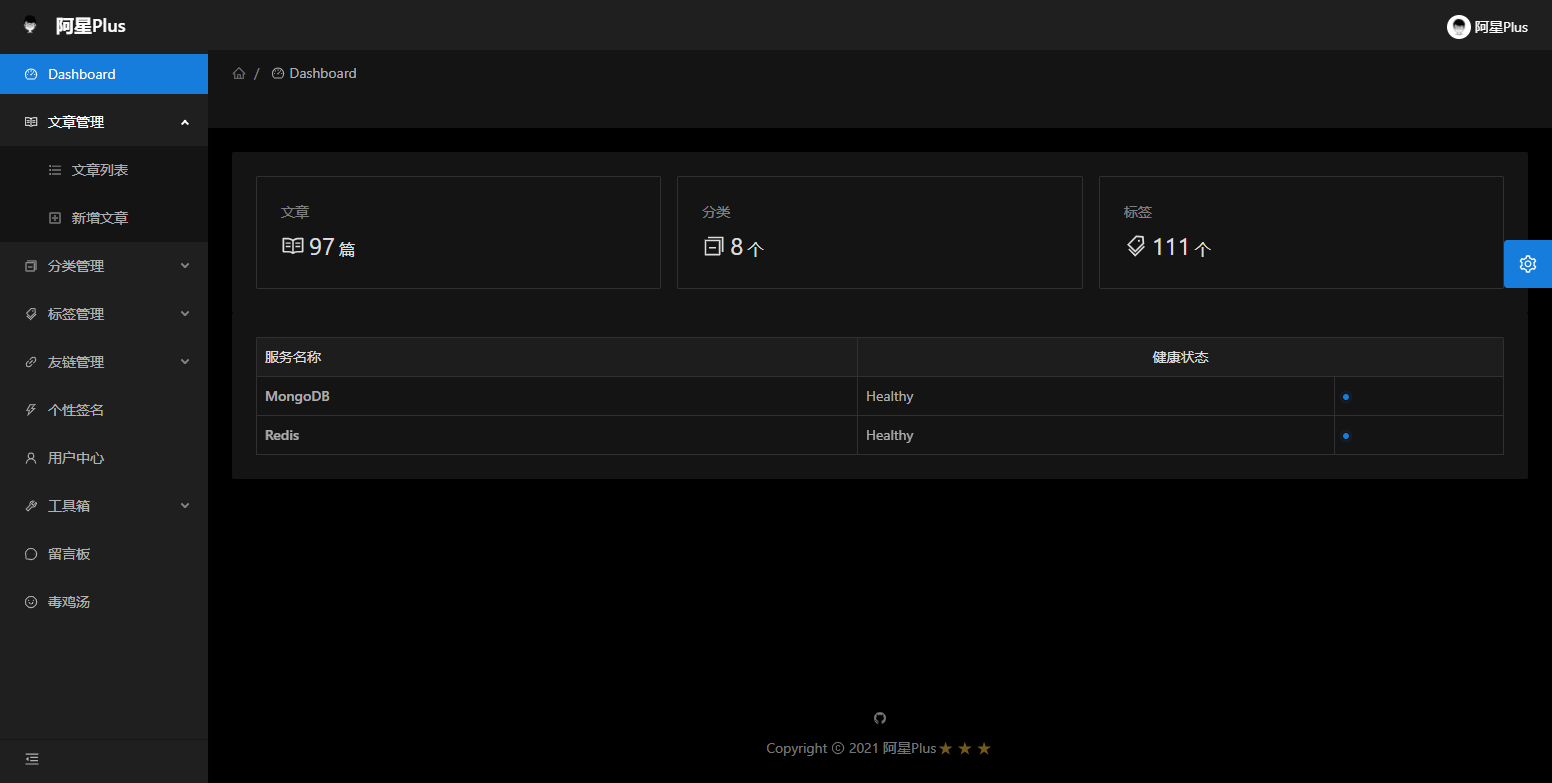 阿星Plus
阿星Plus
Dashboard
文章管理
文章列表
新增文章
分类管理
标签管理
友链管理
个性签名
用户中心
工具箱
留言板
毒鸡汤
/ Dashboard
文章
97 篇
分类
8 个
标签
111 个
服务名称 健康状态
MongoDB Healthy
Redis Healthy
Copyright © 2021 阿星Plus ★ ★ ★